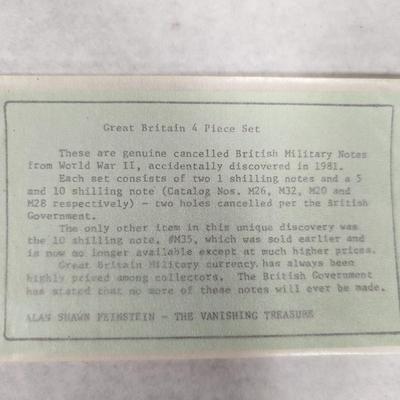 Great Britain 4 Piece Set
These are genuine cancelled British Military Notes
from World War II, accidentally discovered in 1981.
Each set consists of two 1 shilling notes and a 5
and 10 shilling note (Catalog Nos. M26, M32, M20 and
M28 respectively) - two holes cancelled per the British
Government.
The only other item in this unique discovery was
the 10 shilling note, #M35, which was sold earlier and
is now no longer available except at much higher prices.
Great Britain Military currency has always been
highly prized among collectors. The British Government
has stated that no more of these notes will ever be made.
ALAN SHAWN FEINSTEIN - THE VANISHING TREASURE